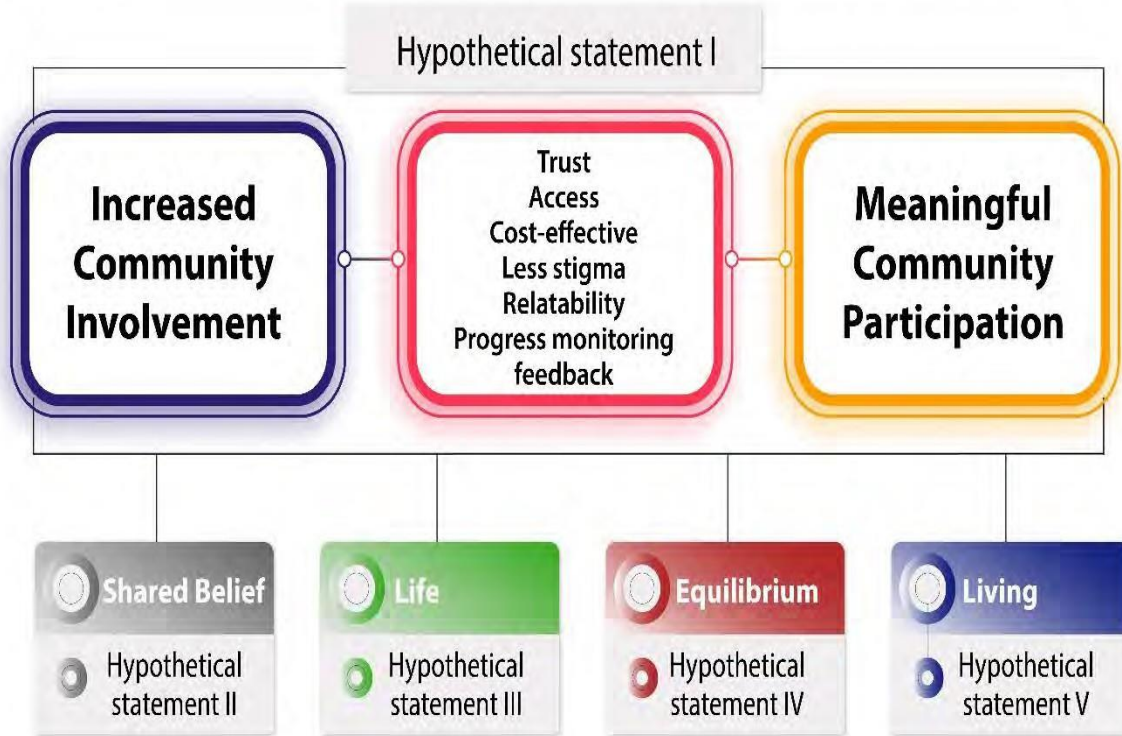 Hypothetical statement I
Increased
Community
Involvement
Trust
Access
Cost-effective
Less stigma
Relatability
Progress monitoring
feedback
Meaningful
Community
Participation
Shared Belief
Hypothetical
statement II
Life
Hypothetical
statement III
Equilibrium
Hypothetical
statement IV
Living
Hypothetical
statement V